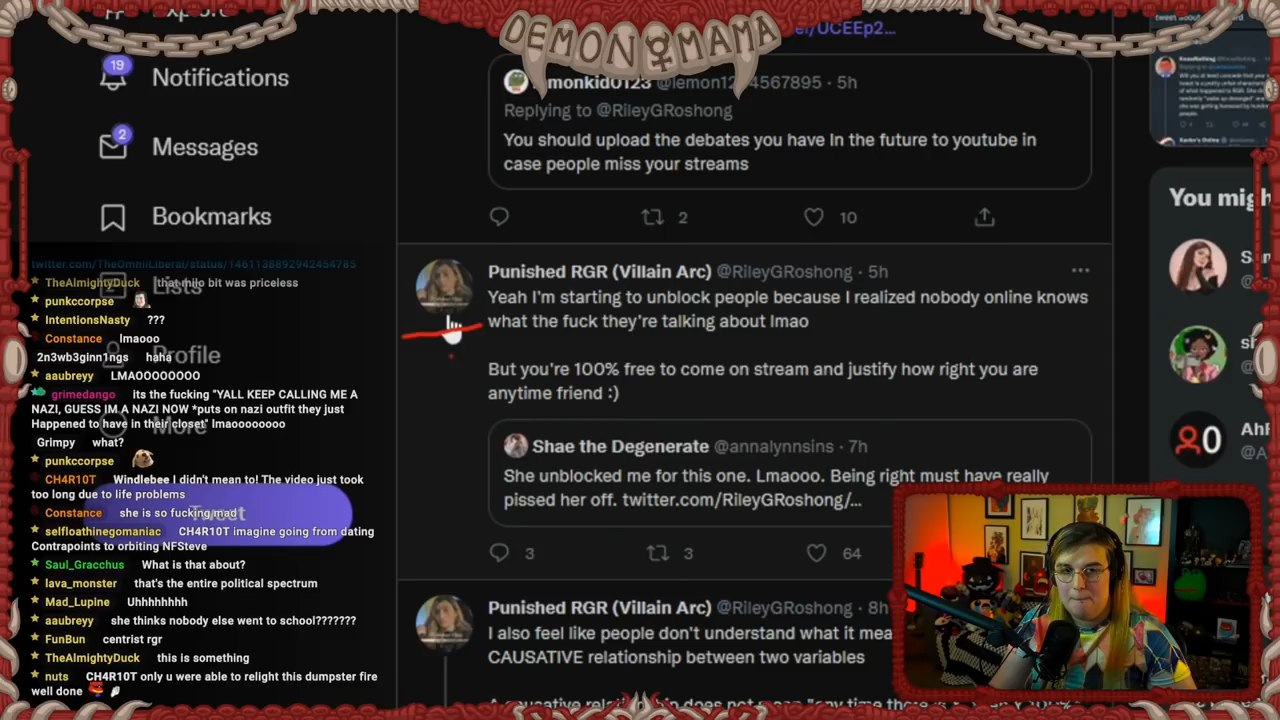 DEMON MAMA
19
Notifications
2
Messages
Bookmarks
Lists
Profile
More
Tweet
twitter.com/TheOmniLiberal/status/1461138892942454785
TheAlmightyDuck that milo bit was priceless
punkccorpse
IntentionsNasty ???
Constance lmaooo
2n3wb3ginn1ngs haha
aaubreyy LMAOOOOOOO
grimedango its the fucking "YALL KEEP CALLING ME A
NAZI, GUESS IM A NAZI NOW *puts on nazi outfit they just
Happened to have in their closet" lmaooooooo
Grimpy what?
punkccorpse
CH4R10T Windlebee I didn't mean to! The video just took
too long due to life problems
Constance she is so fucking mad
selfloathinegomaniac CH4R10T imagine going from dating
Contrapoints to orbiting NFSteve
Saul_Gracchus What is that about?
lava_monster that's the entire political spectrum
Mad_Lupine Uhhhhhhhh
aaubreyy she thinks nobody else went to school???????
FunBun centrist rgr
TheAlmightyDuck this is something
nuts CH4R10T only u were able to relight this dumpster fire
well done
el/UCEEp2...
monkid0123 @lemon12 4567895 · 5h
Replying to @RileyGRoshong
You should upload the debates you have In the future to youtube in
case people miss your streams
2 10
Punished RGR (Villain Arc) @RileyGRoshong · 5h
Yeah I'm starting to unblock people because I realized nobody online knows
what the fuck they're talking about lmao
But you're 100% free to come on stream and justify how right you are
anytime friend :)
Shae the Degenerate @annalynnsins · 7h
She unblocked me for this one. Lmaooo. Being right must have really
pissed her off. twitter.com/RileyGRoshong/...
3 3 64
Punished RGR (Villain Arc) @RileyGRoshong · 8h
I also feel like people don't understand what it mea
CAUSATIVE relationship between two variables
You migh